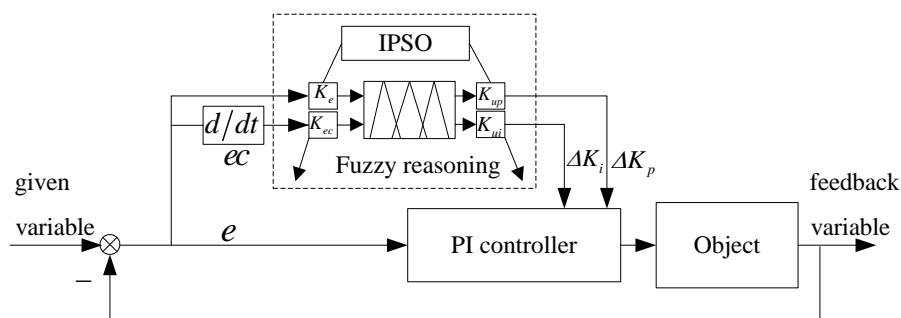 IPSO
K_e
K_up
d/dt
K_ec
K_ui
ec
Fuzzy reasoning
ΔK_i
ΔK_p
given
variable
feedback
variable
e
PI controller
Object
−